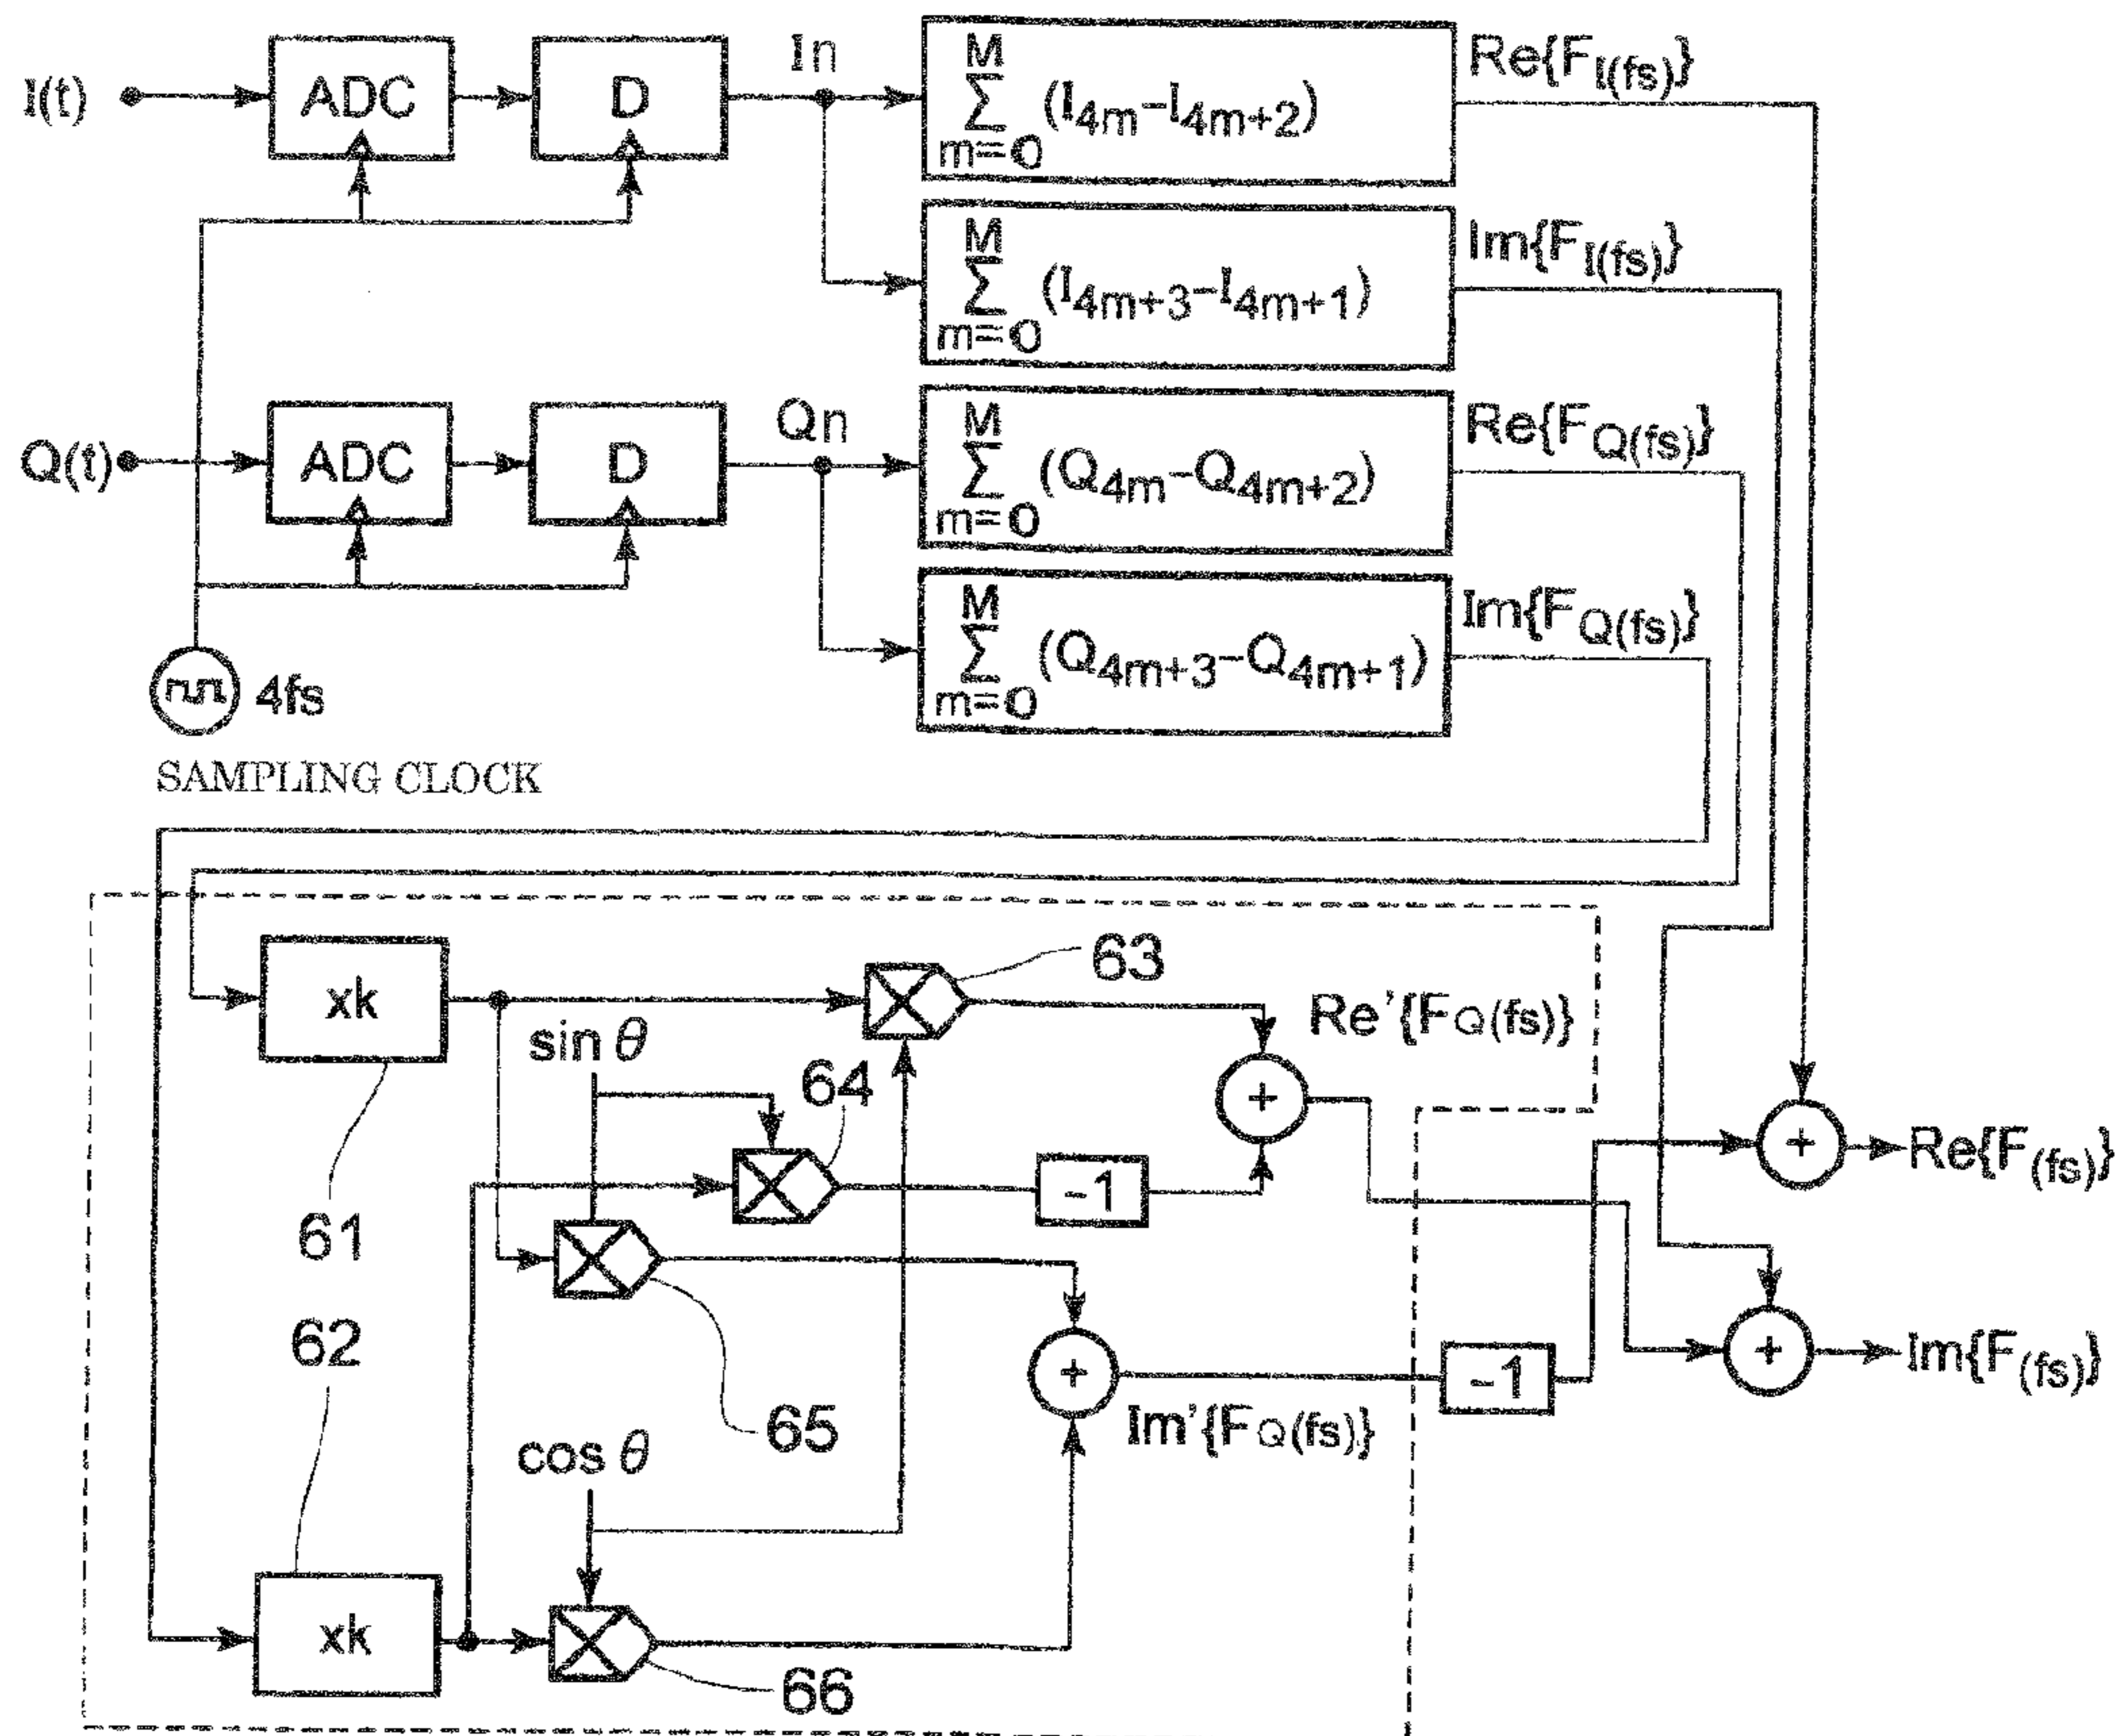 I(t)
ADC
D
In
M
∑ (I4m−I4m+2)
m=0
Re{FI(fs)}
M
∑ (I4m+3−I4m+1)
m=0
Im{FI(fs)}
Q(t)
ADC
D
Qn
M
∑ (Q4m−Q4m+2)
m=0
Re{FQ(fs)}
M
∑ (Q4m+3−Q4m+1)
m=0
Im{FQ(fs)}
4fs
SAMPLING CLOCK
xk
61
sin θ
63
64
Re'{FQ(fs)}
+
-1
+
Re{F(fs)}
65
62
+
Im'{FQ(fs)}
-1
+
Im{F(fs)}
cos θ
xk
66